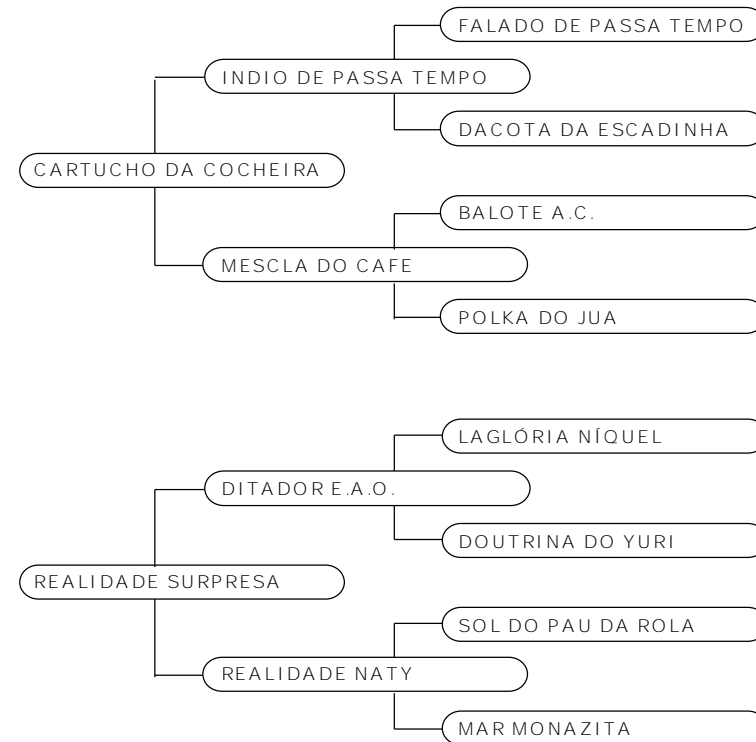 FALADO DE PASSA TEMPO
INDIO DE PASSA TEMPO
DACOTA DA ESCADINHA
CARTUCHO DA COCHEIRA
BALOTE A.C.
MESCLA DO CAFE
POLKA DO JUA
LAGLÓRIA NÍQUEL
DITADOR E.A.O.
DOUTRINA DO YURI
REALIDADE SURPRESA
SOL DO PAU DA ROLA
REALIDADE NATY
MAR MONAZITA